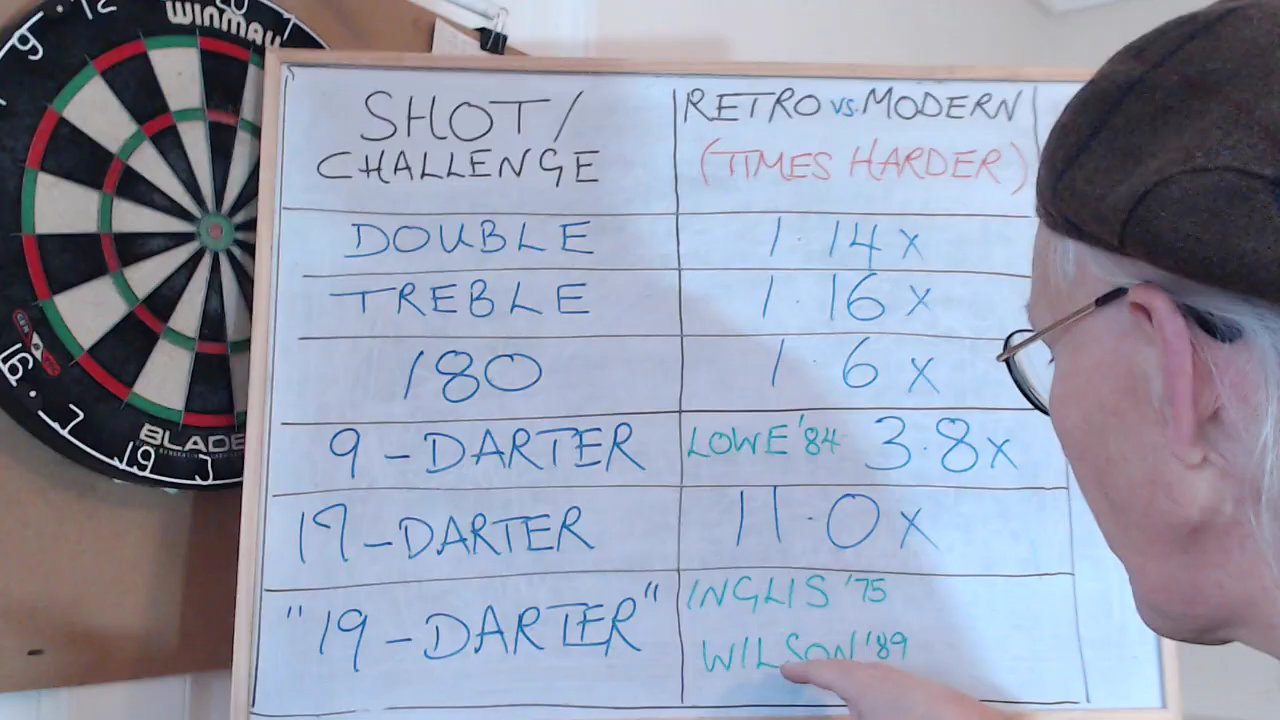 WINMAU
BLADE
SHOT/
CHALLENGE
RETRO vs. MODERN
(TIMES HARDER)
DOUBLE
1.14x
TREBLE
1.16x
180
1.6x
9-DARTER
LOWE '84 3.8x
17-DARTER
11.0x
"19-DARTER"
INGLIS '75
WILSON '89